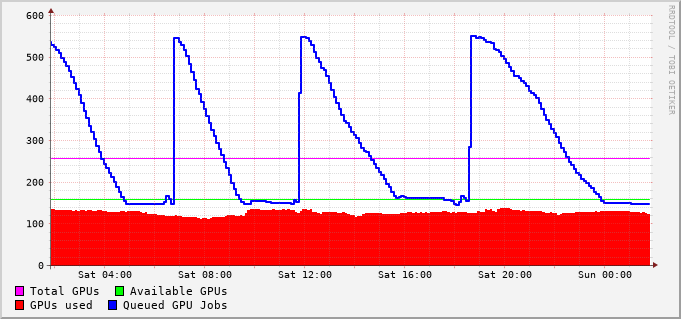 600
500
400
300
200
100
0
Sat 04:00 Sat 08:00 Sat 12:00 Sat 16:00 Sat 20:00 Sun 00:00
Total GPUs Available GPUs
GPUs used Queued GPU Jobs
RRDTOOL / TOBI OETIKER